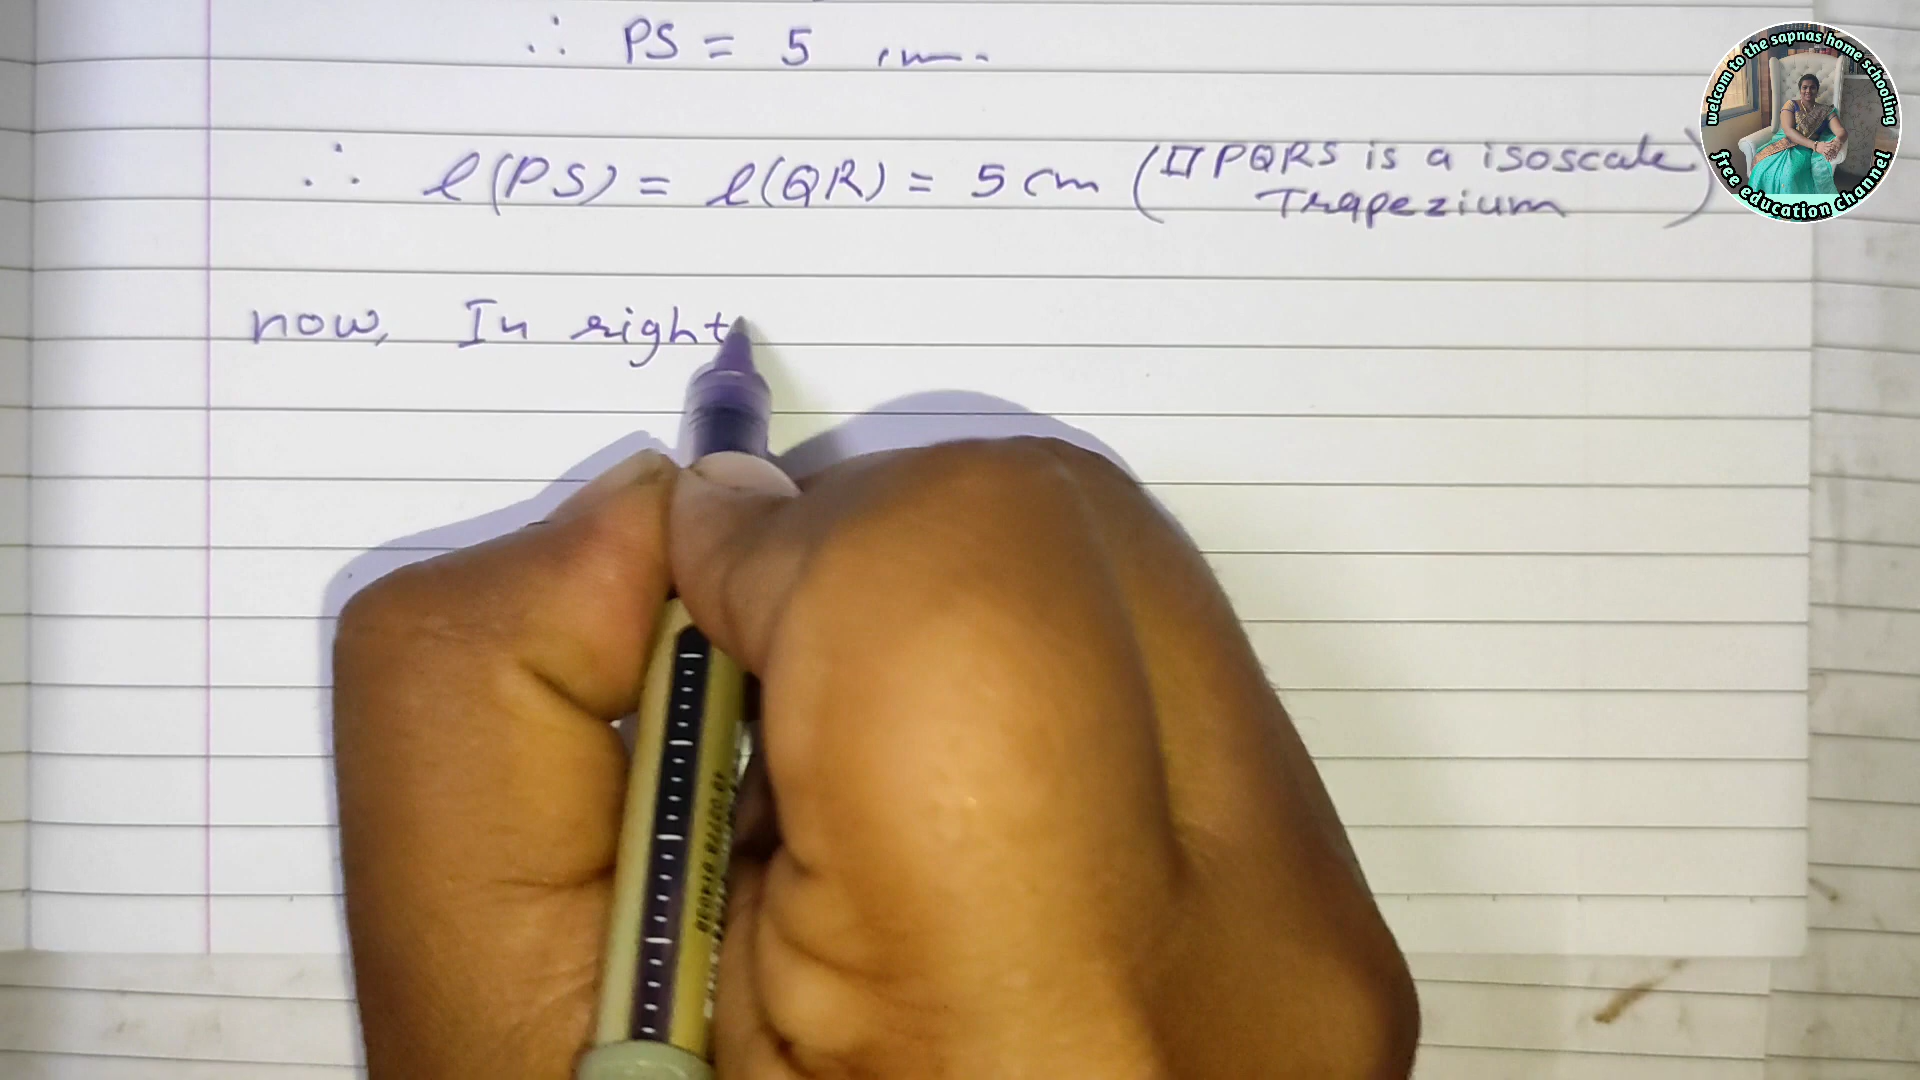 ∴ PS = 5 cm.
∴ l(PS) = l(QR) = 5 cm (▱ PQRS is a isoscale
Trapezium)
now, In right
welcom to the sapnas home schooling
free education channel